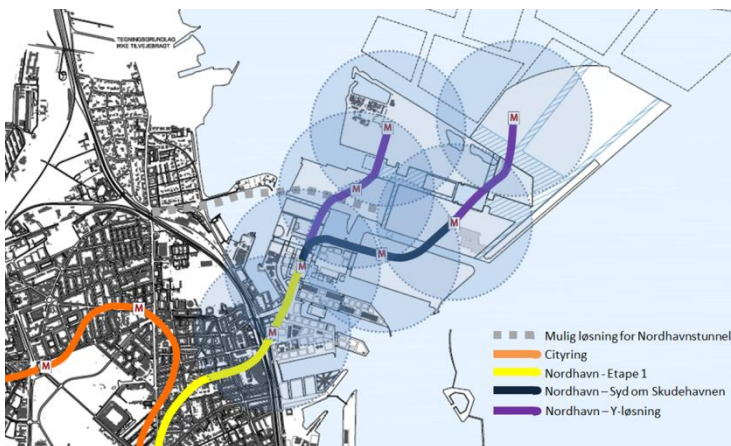 TEGNINGSGRUNDLAG
IKKE TILVEJEBRAGT
M
M
M
M
M
M
M
M
M
Mulig løsning for Nordhavnstunnel
Cityring
Nordhavn - Etape 1
Nordhavn – Syd om Skudehavnen
Nordhavn – Y-løsning